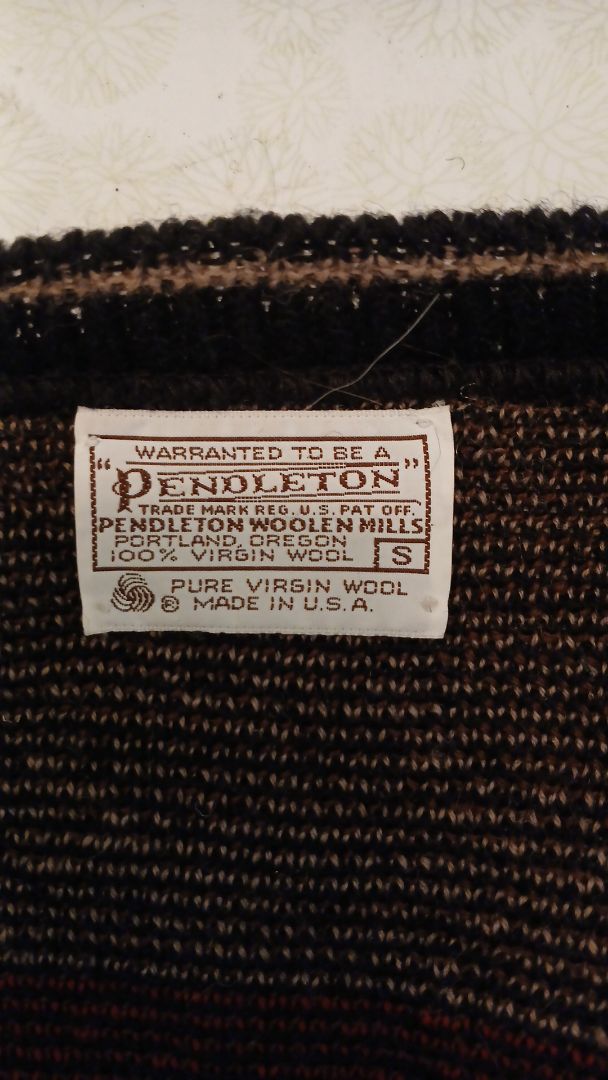 WARRANTED TO BE A
"PENDLETON"
TRADE MARK REG. U.S. PAT OFF.
PENDLETON WOOLEN MILLS
PORTLAND, OREGON
100% VIRGIN WOOL S
PURE VIRGIN WOOL
® MADE IN U.S.A.